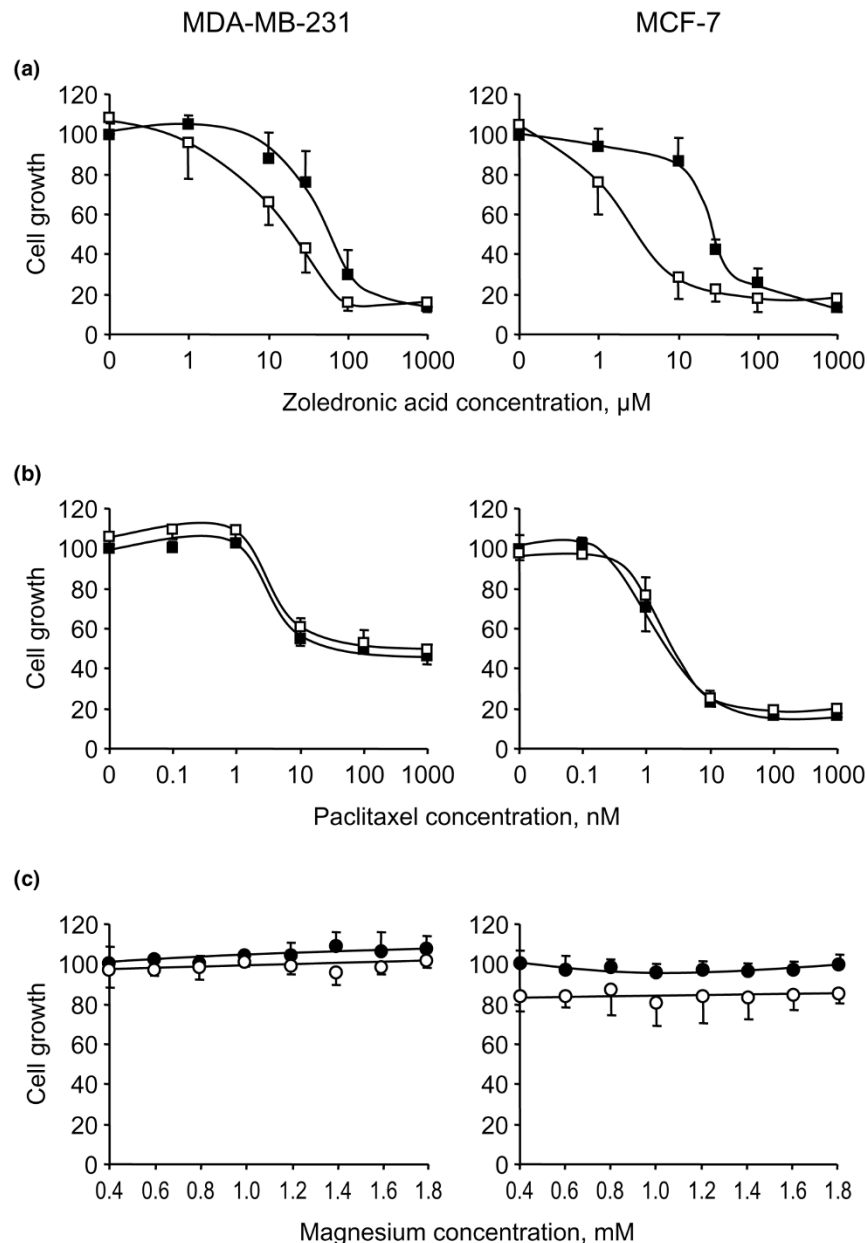 MDA-MB-231 MCF-7
(a)
120 120
100 100
80 80
60 60
40 40
20 20
0 0
Cell growth
0 1 10 100 1000 0 1 10 100 1000
Zoledronic acid concentration, µM
(b)
120 120
100 100
80 80
60 60
40 40
20 20
0 0
Cell growth
0 0.1 1 10 100 1000 0 0.1 1 10 100 1000
Paclitaxel concentration, nM
(c)
120 120
100 100
80 80
60 60
40 40
20 20
0 0
Cell growth
0.4 0.6 0.8 1.0 1.2 1.4 1.6 1.8 0.4 0.6 0.8 1.0 1.2 1.4 1.6 1.8
Magnesium concentration, mM